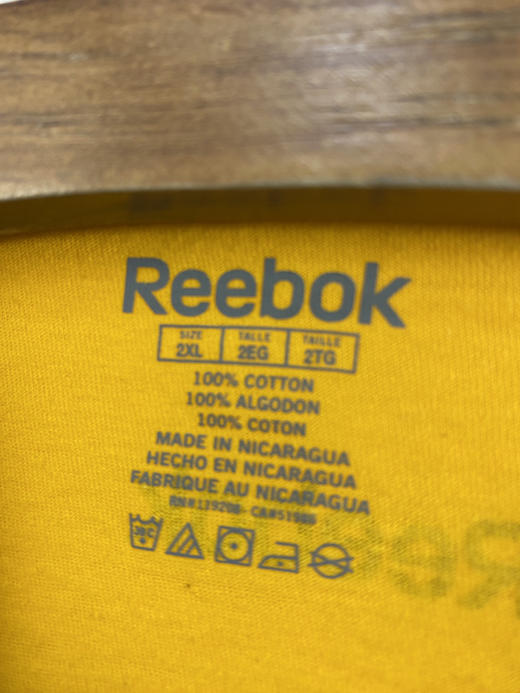 Reebok
SIZE TALLE TAILLE
2XL 2EG 2TG
100% COTTON
100% ALGODON
100% COTON
MADE IN NICARAGUA
HECHO EN NICARAGUA
FABRIQUE AU NICARAGUA
30C